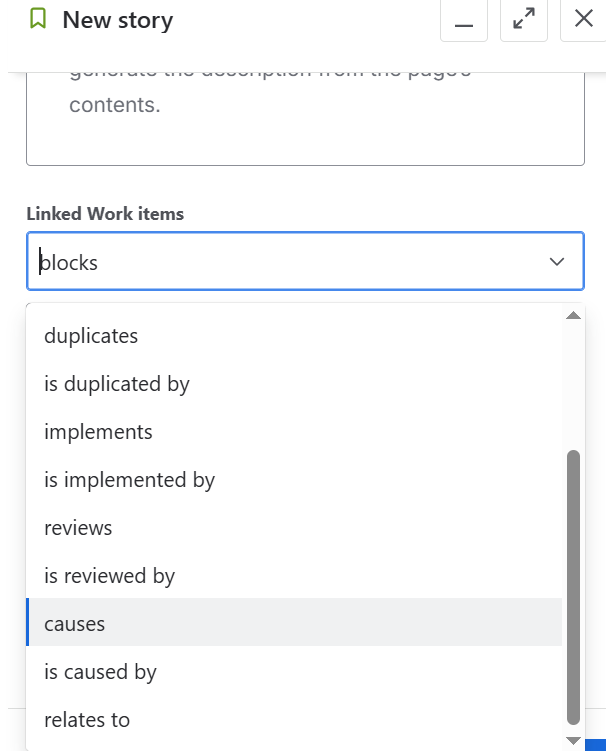 New story
generate the description from the page's
contents.
Linked Work items
blocks
duplicates
is duplicated by
implements
is implemented by
reviews
is reviewed by
causes
is caused by
relates to